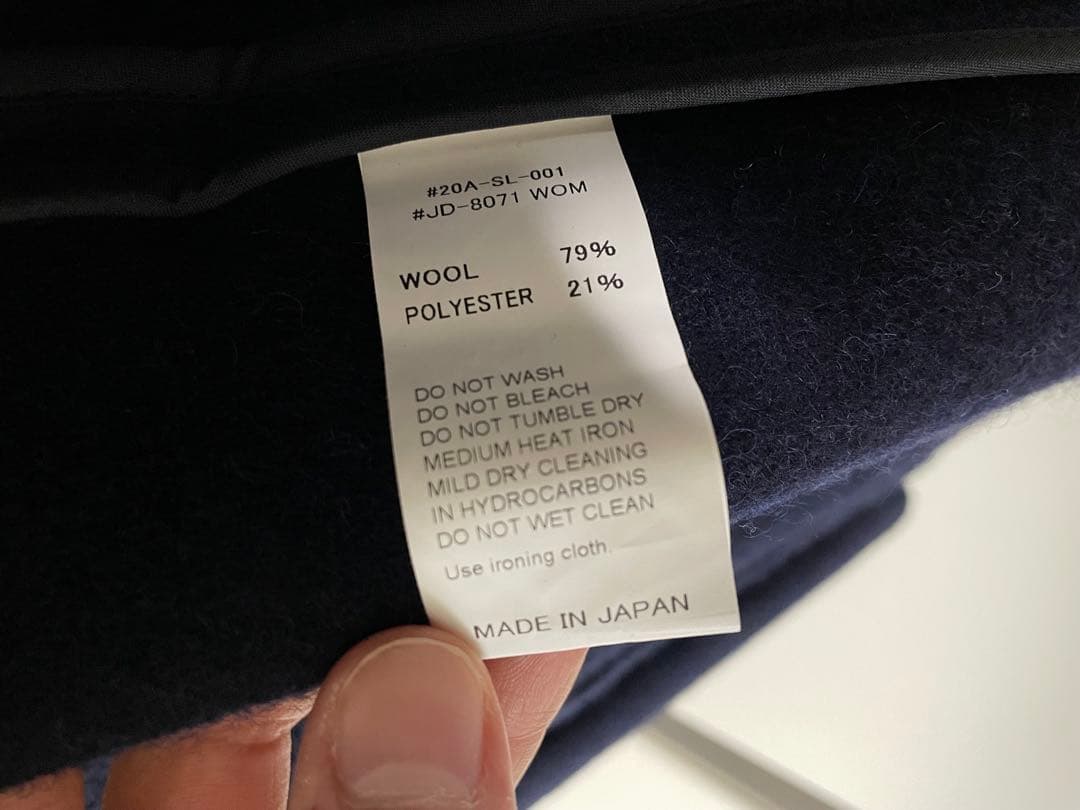 #20A-SL-001
#JD-8071 WOM
WOOL 79%
POLYESTER 21%
DO NOT WASH
DO NOT BLEACH
DO NOT TUMBLE DRY
MEDIUM HEAT IRON
MILD DRY CLEANING
IN HYDROCARBONS
DO NOT WET CLEAN
Use ironing cloth.
MADE IN JAPAN